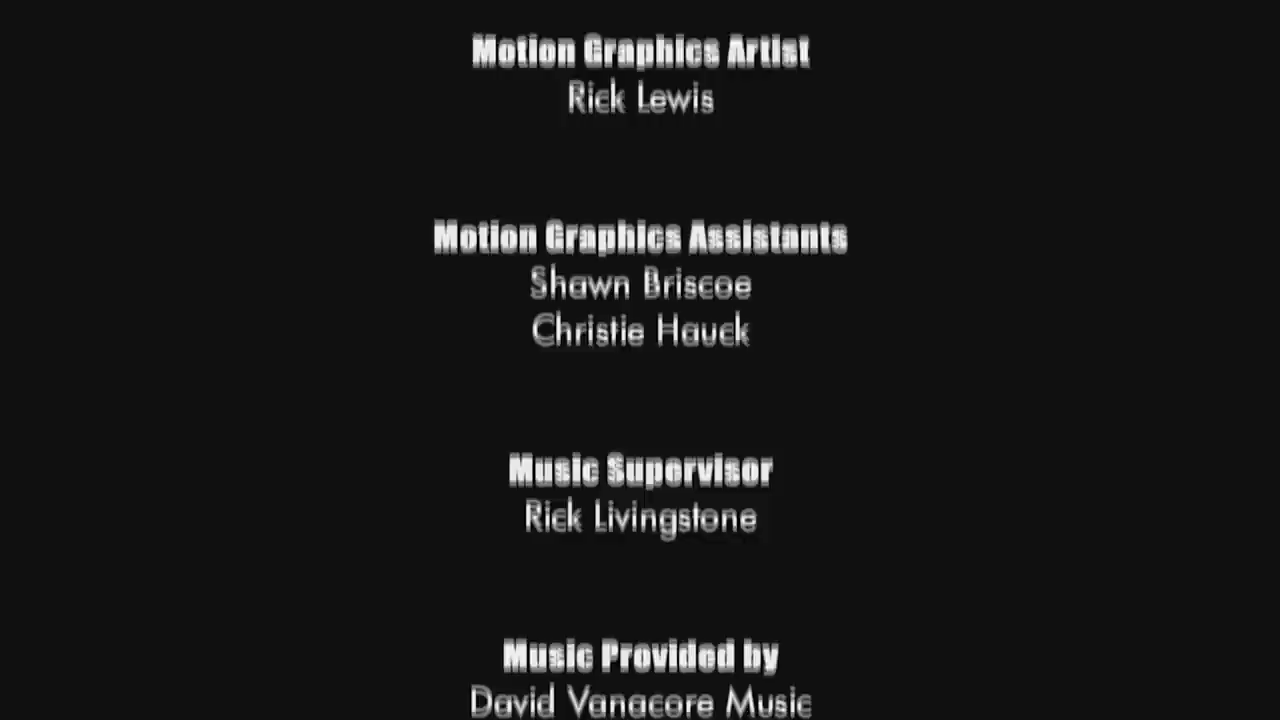 Motion Graphics Artist
Rick Lewis
Motion Graphics Assistants
Shawn Briscoe
Christie Hauck
Music Supervisor
Rick Livingstone
Music Provided by
David Vanacore Music